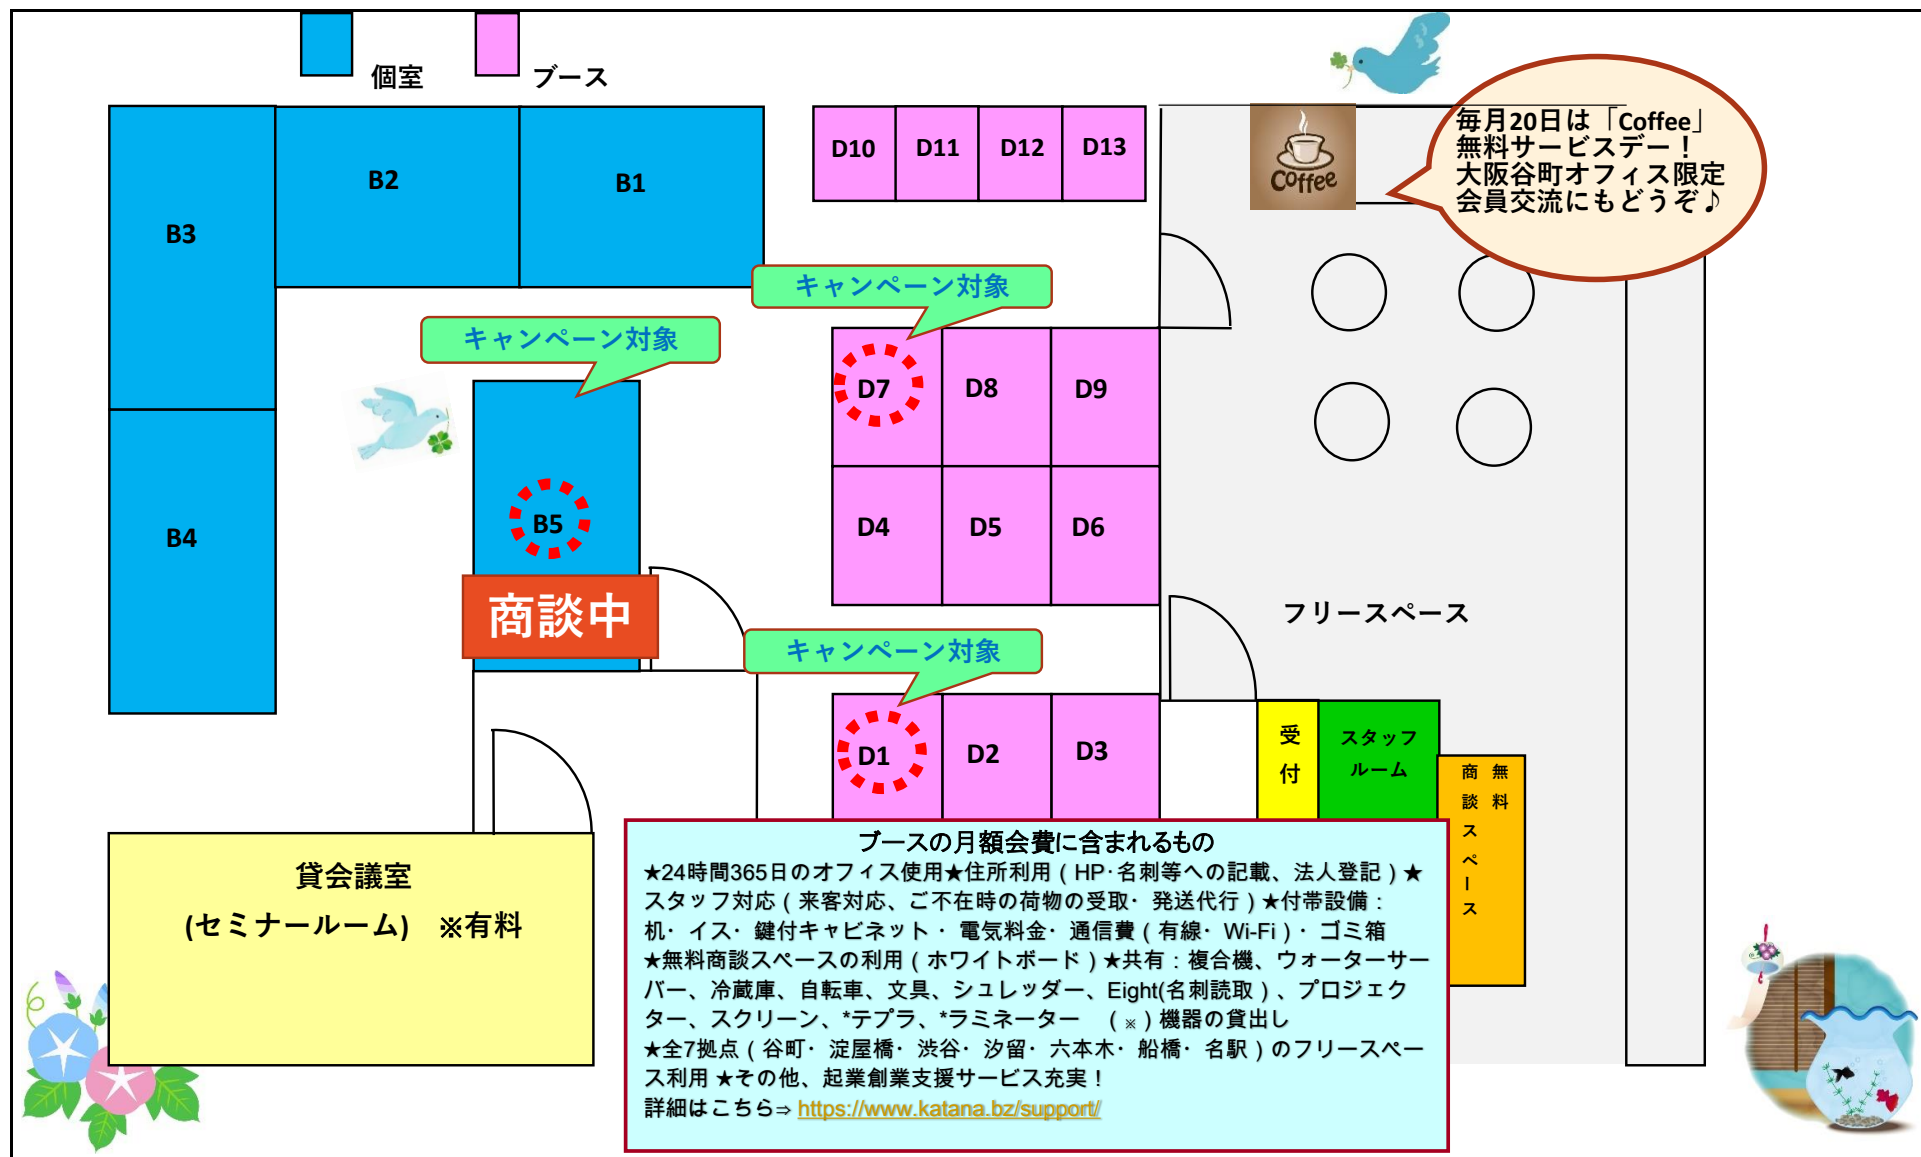 個室
ブース
毎月20日は「Coffee」
無料サービスデー！
大阪谷町オフィス限定
会員交流にもどうぞ♪
Coffee
B3
B2
B1
D10
D11
D12
D13
キャンペーン対象
キャンペーン対象
D7
D8
D9
B4
B5
商談中
D4
D5
D6
フリースペース
キャンペーン対象
D1
D2
D3
受付
スタッフ
ルーム
無料
商談スペース
貸会議室
(セミナールーム)　※有料
ブースの月額会費に含まれるもの
★24時間365日のオフィス使用★住所利用（HP･名刺等への記載、法人登記）★
スタッフ対応（来客対応、ご不在時の荷物の受取・発送代行）★付帯設備：
机・イス・鍵付キャビネット・電気料金・通信費（有線・Wi-Fi）・ゴミ箱
★無料商談スペースの利用（ホワイトボード）★共有：複合機、ウォーターサー
バー、冷蔵庫、自転車、文具、シュレッダー、Eight(名刺読取）、プロジェク
ター、スクリーン、*テプラ、*ラミネーター　（※）機器の貸出し
★全7拠点（谷町・淀屋橋・渋谷・汐留・六本木・船橋・名駅）のフリースペー
ス利用 ★その他、起業創業支援サービス充実！
詳細はこちら⇒ https://www.katana.bz/support/